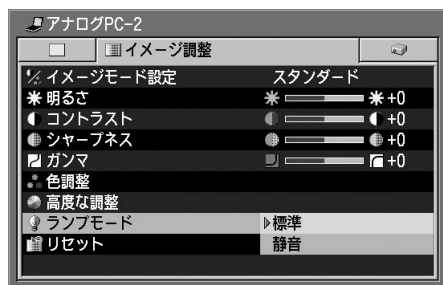 アナログPC-2
イメージ調整
イメージモード設定 スタンダード
明るさ +0
コントラスト +0
シャープネス +0
ガンマ +0
色調整
高度な調整
ランプモード ▷標準
リセット 静音